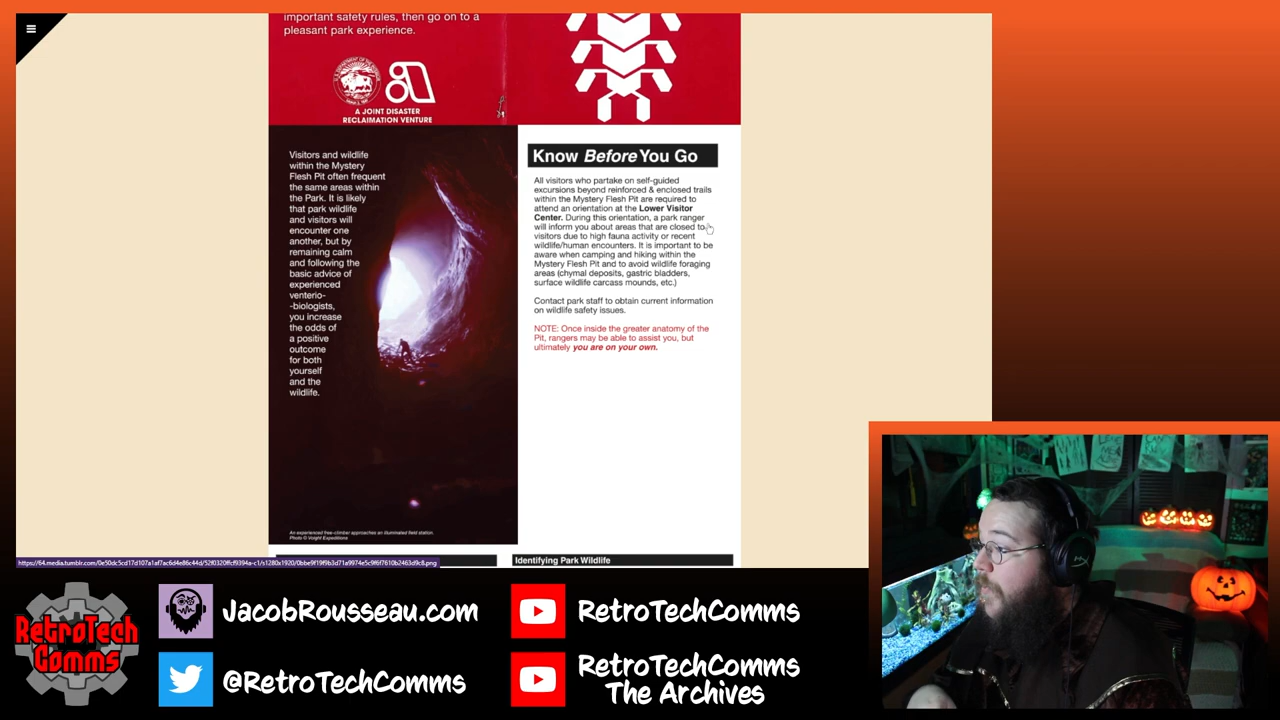 important safety rules, then go on to a
pleasant park experience.
A JOINT DISASTER
RECLAMATION VENTURE
Visitors and wildlife
within the Mystery
Flesh Pit often frequent
the same areas within
the Park. It is likely
that park wildlife
and visitors will
encounter one
another, but by
remaining calm
and following the
basic advice of
experienced
venterio-
-biologists,
you increase
the odds of
a positive
outcome
for both
yourself
and the
wildlife.
An experienced free-climber approaches an illuminated field station.
Photo © Voight Expeditions
Know Before You Go
All visitors who partake on self-guided
excursions beyond reinforced & enclosed trails
within the Mystery Flesh Pit are required to
attend an orientation at the Lower Visitor
Center. During this orientation, a park ranger
will inform you about areas that are closed to
visitors due to high fauna activity or recent
wildlife/human encounters. It is important to be
aware when camping and hiking within the
Mystery Flesh Pit and to avoid wildlife foraging
areas (chymal deposits, gastric bladders,
surface wildlife carcass mounds, etc.)
Contact park staff to obtain current information
on wildlife safety issues.
NOTE: Once inside the greater anatomy of the
Pit, rangers may be able to assist you, but
ultimately you are on your own.
Identifying Park Wildlife
RetroTech
Comms
JacobRousseau.com
@RetroTechComms
RetroTechComms
RetroTechComms
The Archives